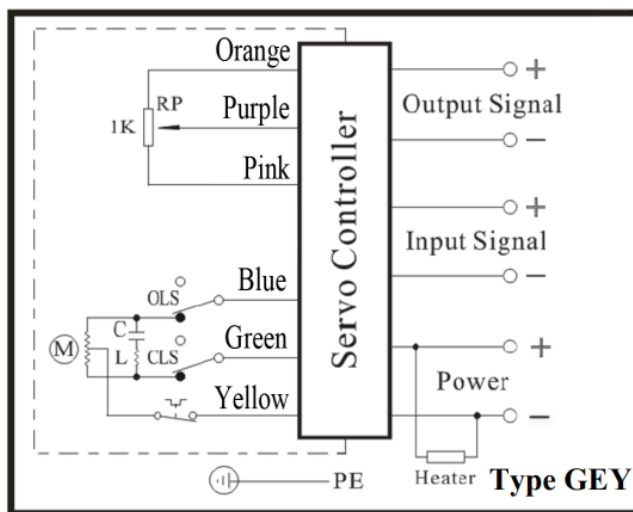 Orange
RP
Purple
1K
Pink
Servo Controller
+
Output Signal
−
+
Input Signal
−
OLS
Blue
C
M
L
CLS
Green
Yellow
+
Power
−
PE
Heater
Type GEY